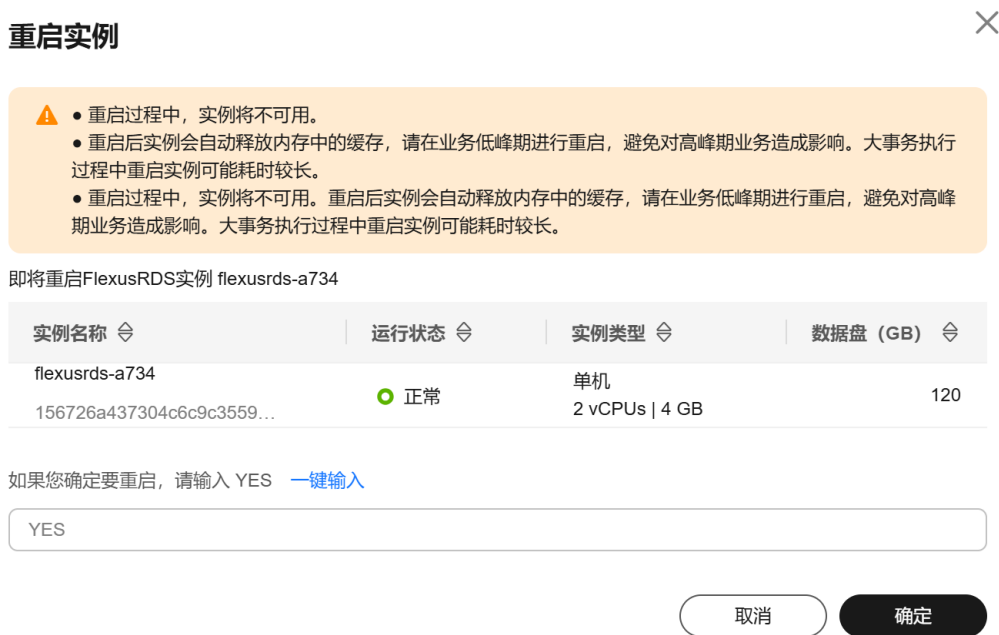 重启实例
● 重启过程中，实例将不可用。
● 重启后实例会自动释放内存中的缓存，请在业务低峰期进行重启，避免对高峰期业务造成影响。大事务执行
过程中重启实例可能耗时较长。
● 重启过程中，实例将不可用。重启后实例会自动释放内存中的缓存，请在业务低峰期进行重启，避免对高峰
期业务造成影响。大事务执行过程中重启实例可能耗时较长。
即将重启FlexusRDS实例 flexusrds-a734
实例名称 运行状态 实例类型 数据盘（GB）
flexusrds-a734
156726a437304c6c9c3559...
正常
单机
2 vCPUs | 4 GB
120
如果您确定要重启，请输入 YES 一键输入
YES
取消 确定